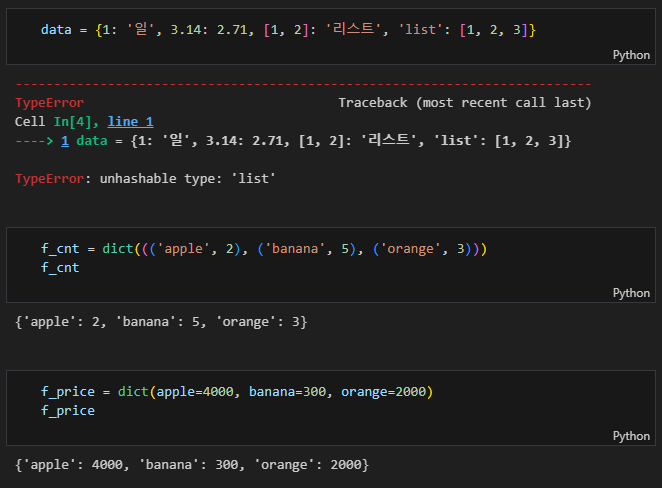 data = {1: '일', 3.14: 2.71, [1, 2]: '리스트', 'list': [1, 2, 3]}
Python
---------------------------------------------------------------------------
TypeError                                 Traceback (most recent call last)
Cell In[4], line 1
----> 1 data = {1: '일', 3.14: 2.71, [1, 2]: '리스트', 'list': [1, 2, 3]}
TypeError: unhashable type: 'list'
f_cnt = dict((('apple', 2), ('banana', 5), ('orange', 3)))
f_cnt
Python
{'apple': 2, 'banana': 5, 'orange': 3}
f_price = dict(apple=4000, banana=300, orange=2000)
f_price
Python
{'apple': 4000, 'banana': 300, 'orange': 2000}